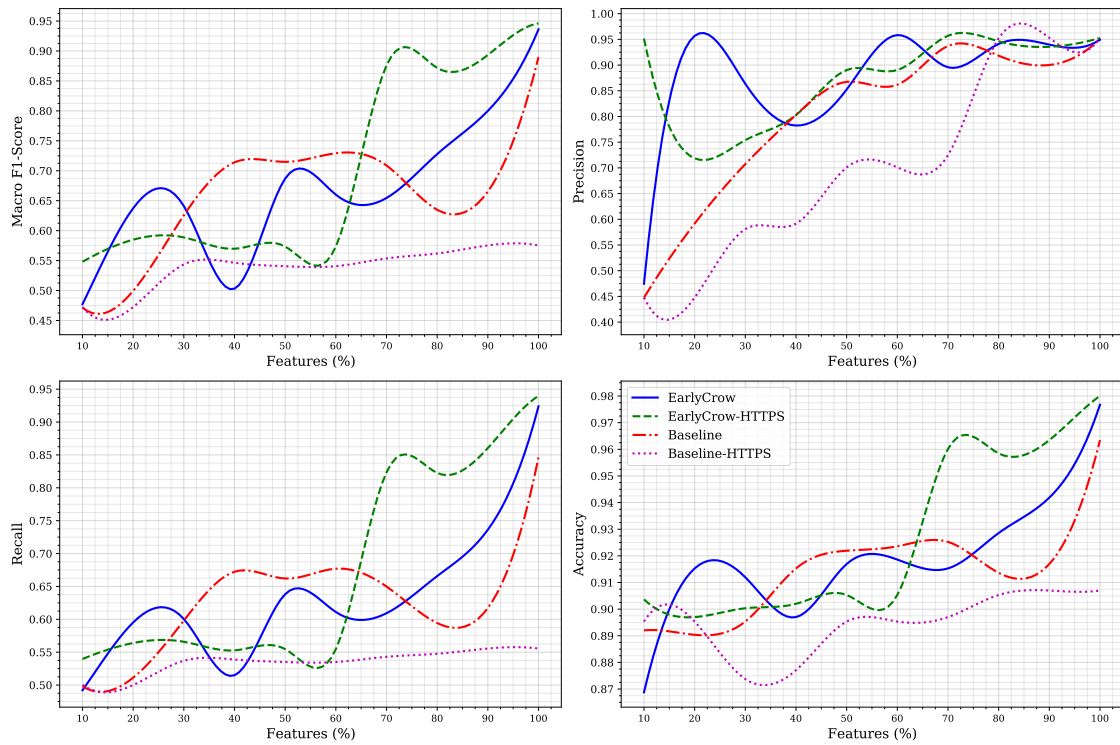 0.95
0.90
0.85
0.80
0.75
0.70
0.65
0.60
0.55
0.50
0.45
Macro F1-Score
10 20 30 40 50 60 70 80 90 100
Features (%)
1.00
0.95
0.90
0.85
0.80
0.75
0.70
0.65
0.60
0.55
0.50
0.45
0.40
Precision
10 20 30 40 50 60 70 80 90 100
Features (%)
0.95
0.90
0.85
0.80
0.75
0.70
0.65
0.60
0.55
0.50
Recall
10 20 30 40 50 60 70 80 90 100
Features (%)
0.98
0.97
0.96
0.95
0.93
0.92
0.91
0.90
0.89
0.88
0.87
Accuracy
EarlyCrow
EarlyCrow-HTTPS
Baseline
Baseline-HTTPS
10 20 30 40 50 60 70 80 90 100
Features (%)